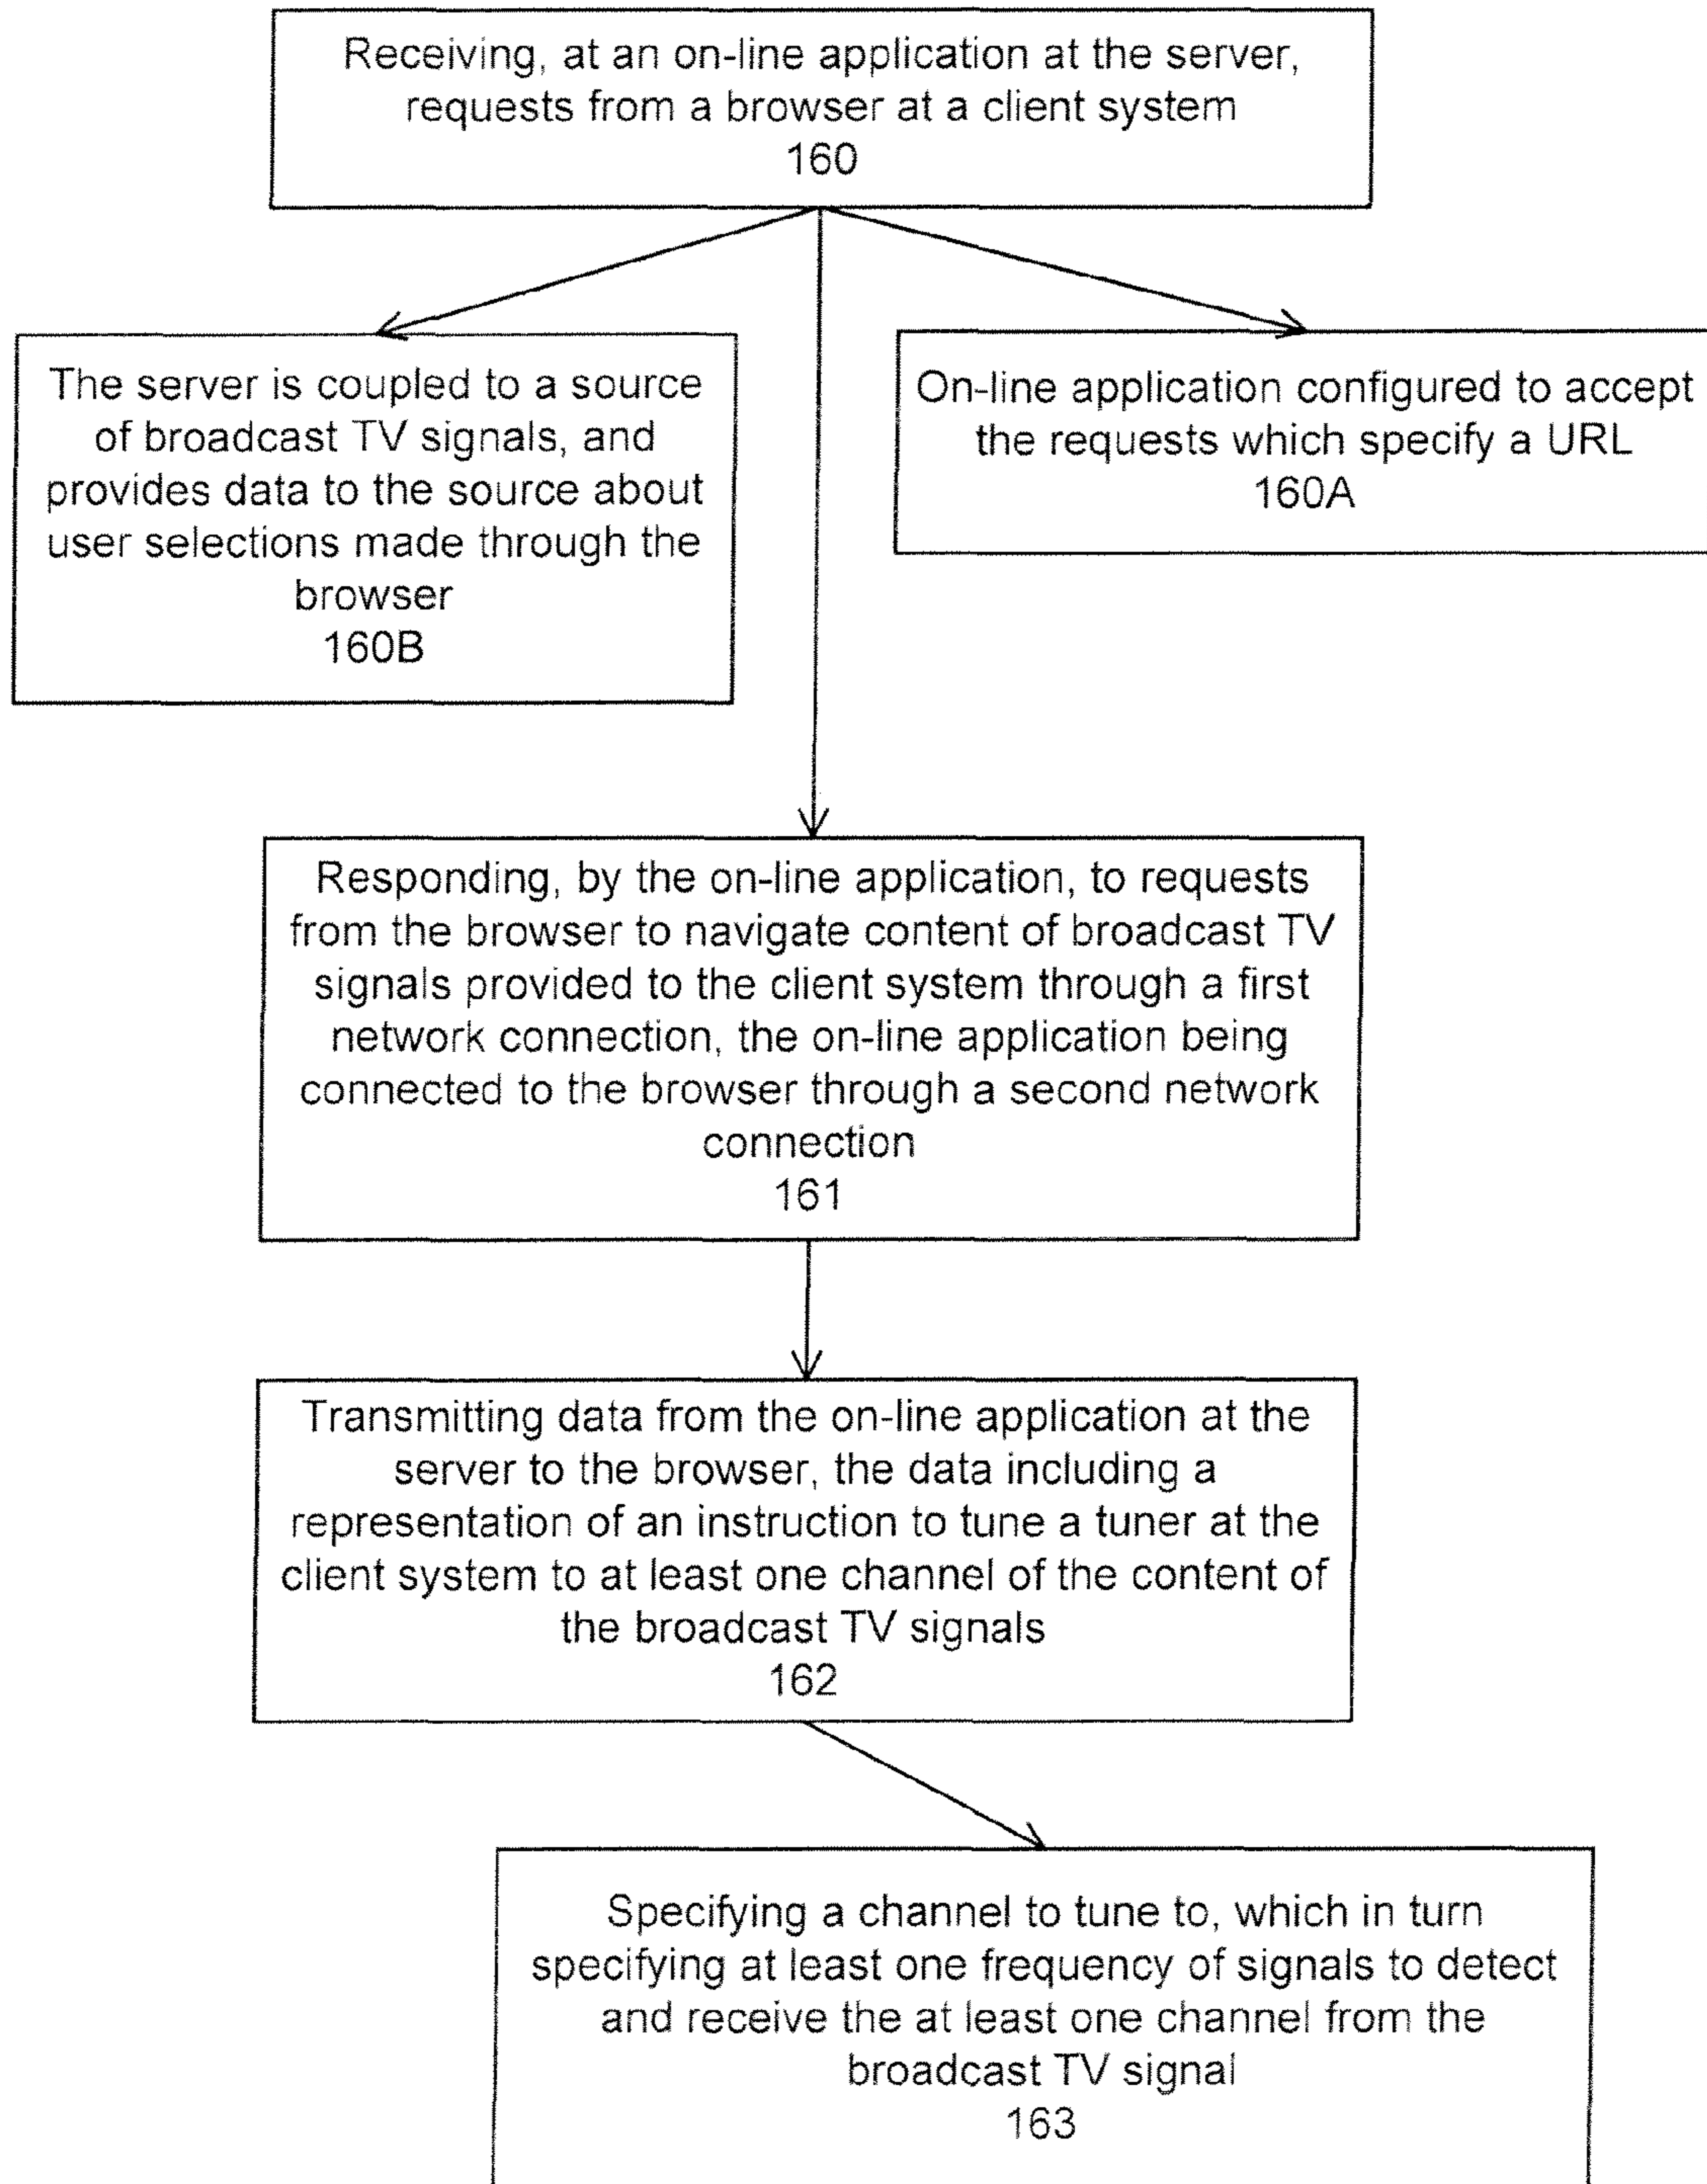 Receiving, at an on-line application at the server,
requests from a browser at a client system
160
The server is coupled to a source
of broadcast TV signals, and
provides data to the source about
user selections made through the
browser
160B
On-line application configured to accept
the requests which specify a URL
160A
Responding, by the on-line application, to requests
from the browser to navigate content of broadcast TV
signals provided to the client system through a first
network connection, the on-line application being
connected to the browser through a second network
connection
161
Transmitting data from the on-line application at the
server to the browser, the data including a
representation of an instruction to tune a tuner at the
client system to at least one channel of the content of
the broadcast TV signals
162
Specifying a channel to tune to, which in turn
specifying at least one frequency of signals to detect
and receive the at least one channel from the
broadcast TV signal
163